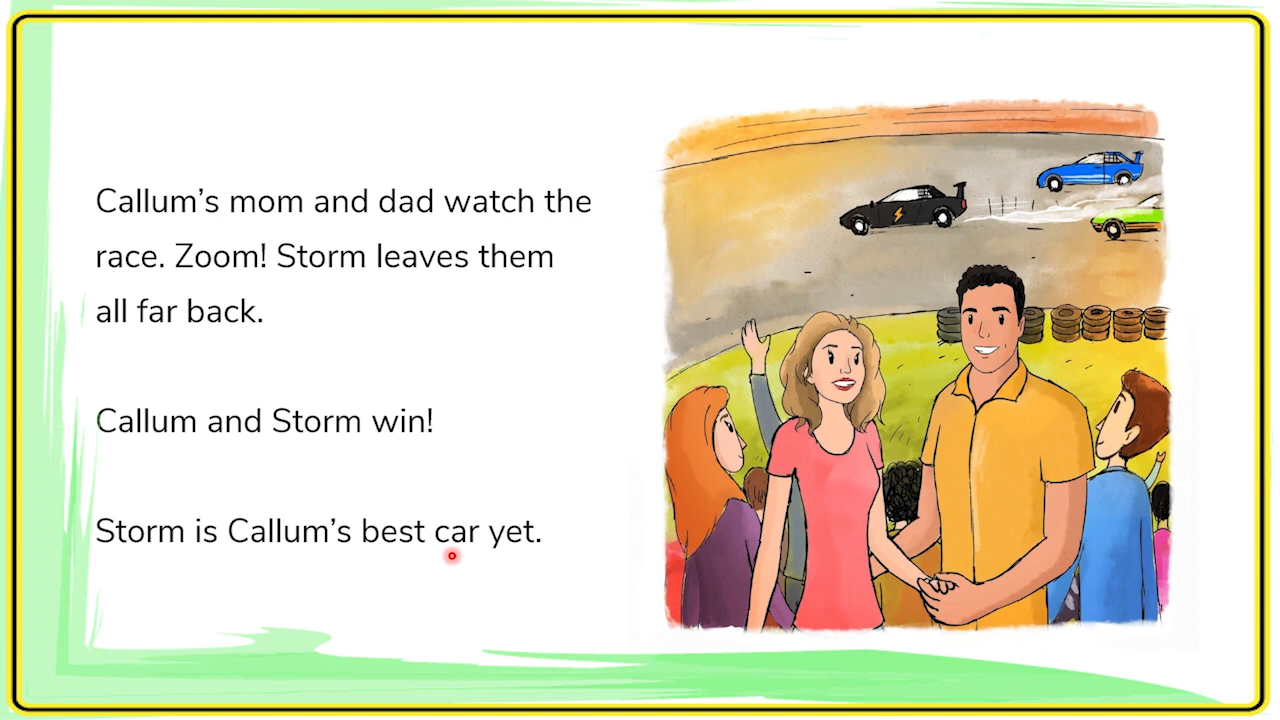 Callum’s mom and dad watch the
race. Zoom! Storm leaves them
all far back.
Callum and Storm win!
Storm is Callum’s best car yet.